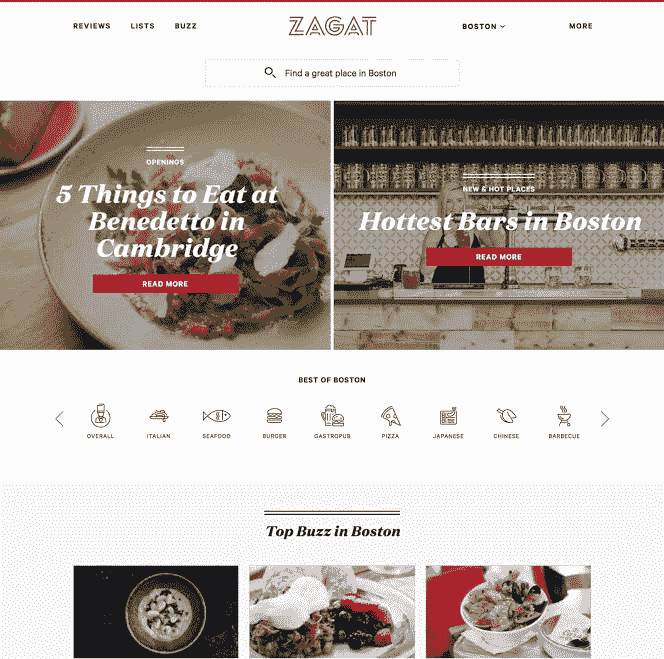 REVIEWS LISTS BUZZ ZAGAT BOSTON MORE
Find a great place in Boston
OPENINGS
5 Things to Eat at
Benedetto in
Cambridge
READ MORE
NEW & HOT PLACES
Hottest Bars in Boston
READ MORE
BEST OF BOSTON
OVERALL ITALIAN SEAFOOD BURGER GASTROPUB PIZZA JAPANESE CHINESE BARBECUE
Top Buzz in Boston